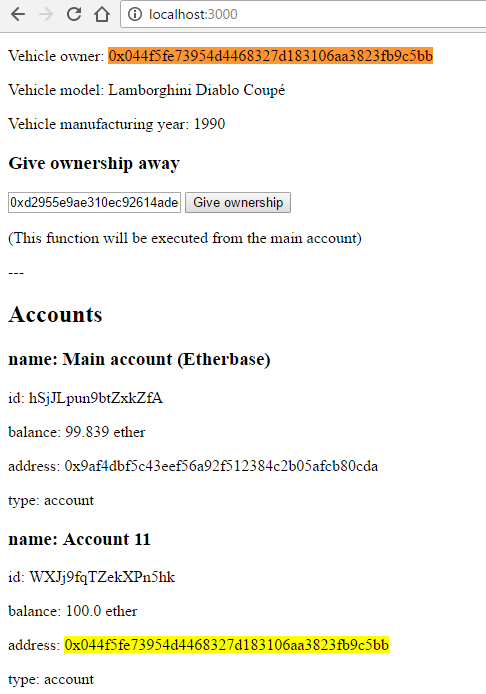 localhost:3000
Vehicle owner: 0x044f5fe73954d4468327d183106aa3823fb9c5bb
Vehicle model: Lamborghini Diablo Coupé
Vehicle manufacturing year: 1990
Give ownership away
0xd2955e9ae310ec92614ade Give ownership
(This function will be executed from the main account)
---
Accounts
name: Main account (Etherbase)
id: hSjJLpun9btZxkZfA
balance: 99.839 ether
address: 0x9af4dbf5c43eef56a92f512384c2b05afcb80cda
type: account
name: Account 11
id: WXJj9fqTZekXPn5hk
balance: 100.0 ether
address: 0x044f5fe73954d4468327d183106aa3823fb9c5bb
type: account